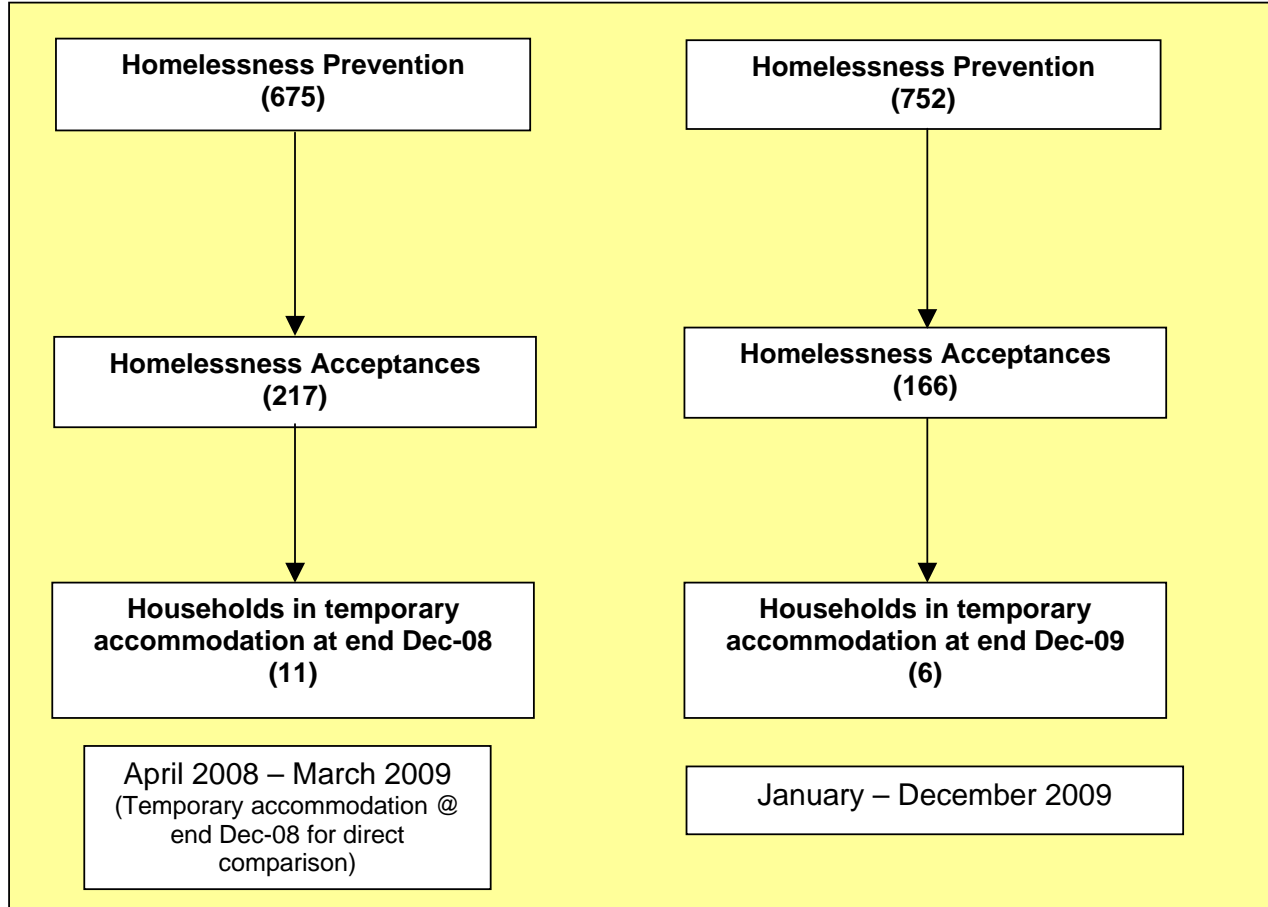 Homelessness Prevention
(675)
Homelessness Acceptances
(217)
Households in temporary
accommodation at end Dec-08
(11)
April 2008 – March 2009
(Temporary accommodation @
end Dec-08 for direct
comparison)
Homelessness Prevention
(752)
Homelessness Acceptances
(166)
Households in temporary
accommodation at end Dec-09
(6)
January – December 2009